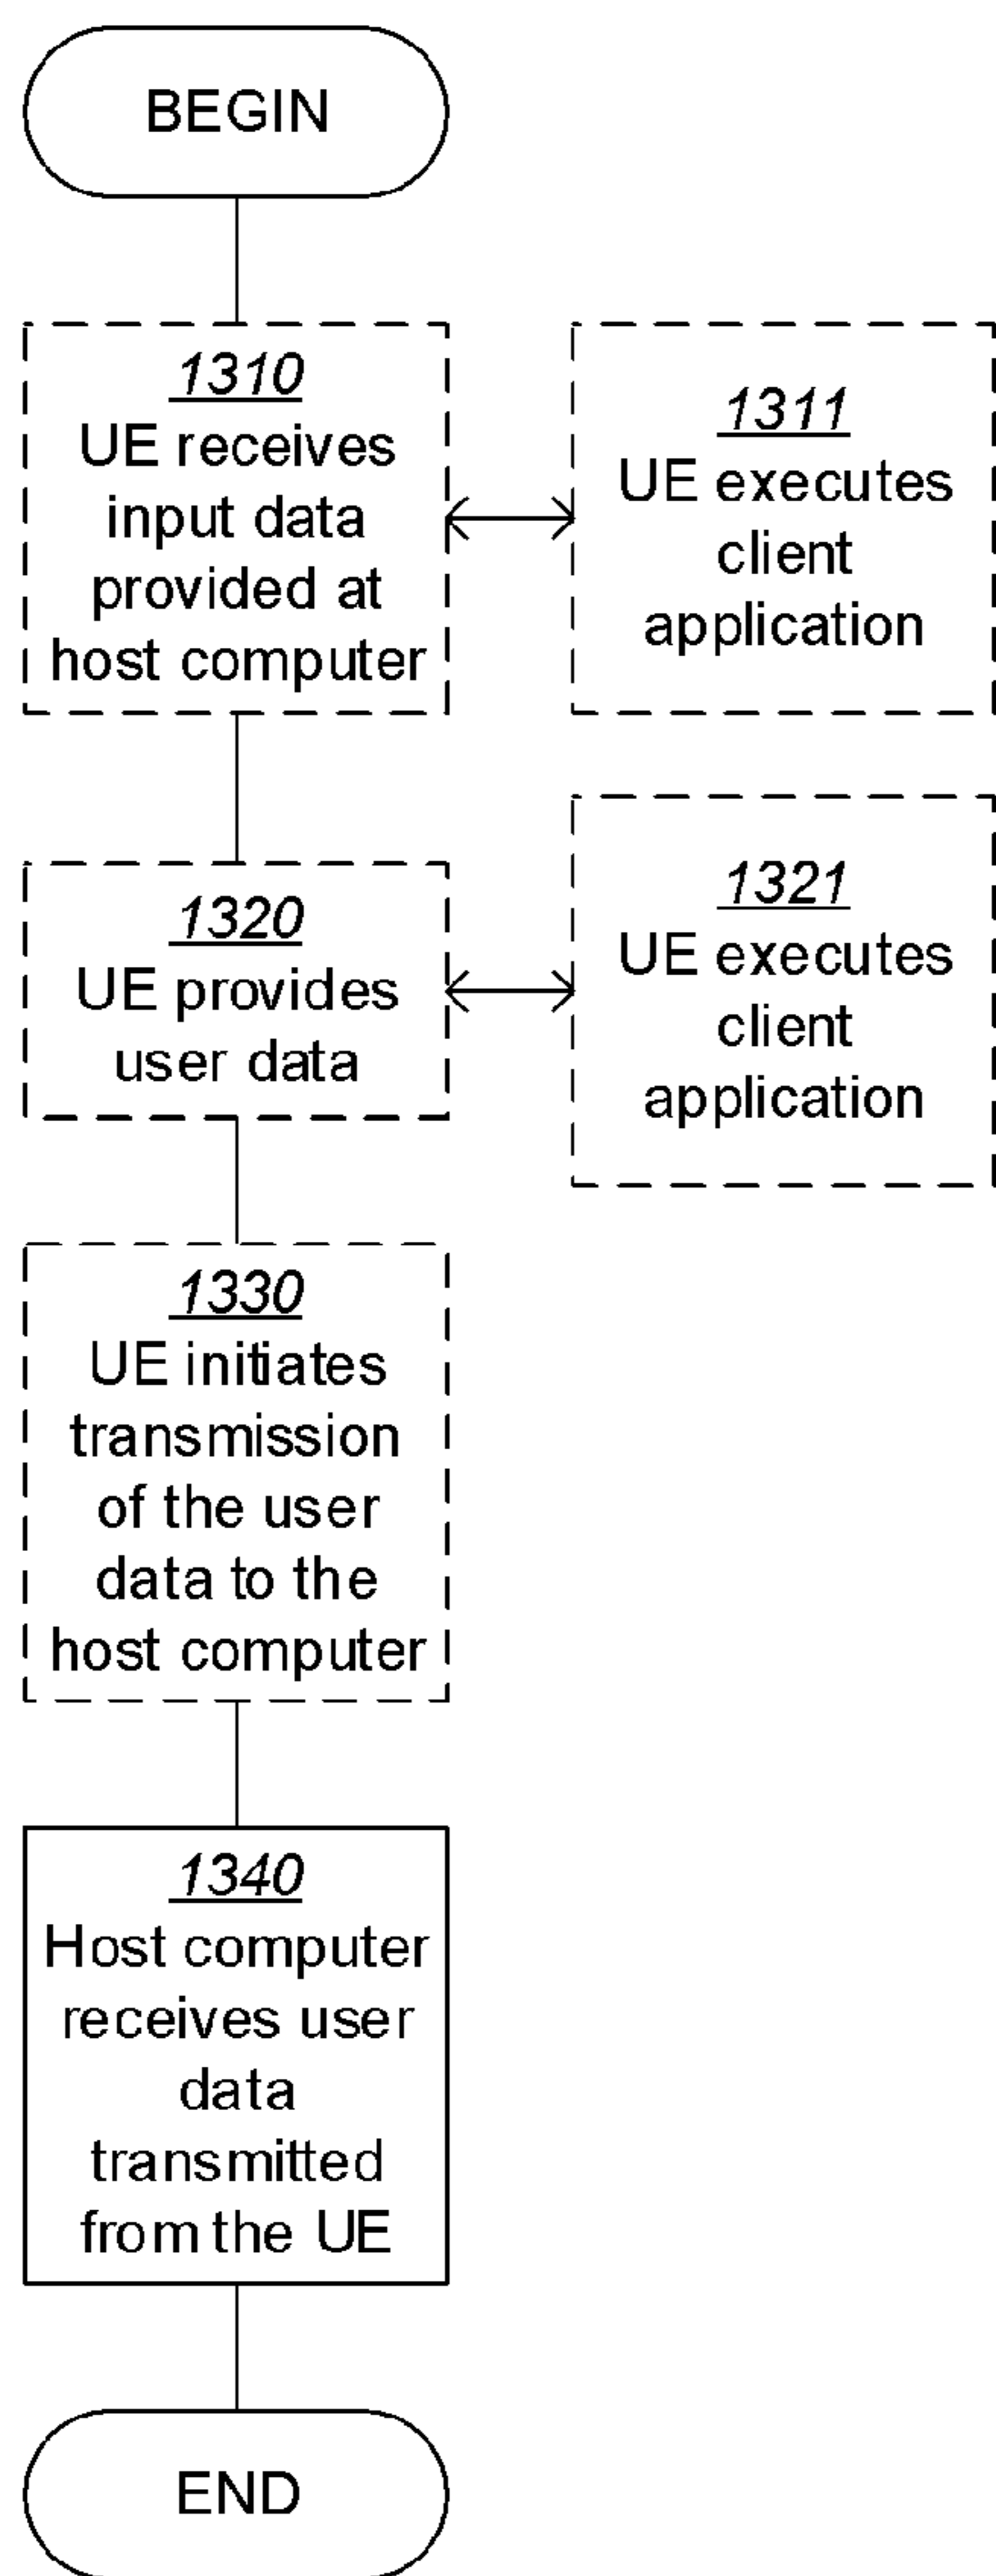 BEGIN
1310
UE receives
input data
provided at
host computer
1311
UE executes
client
application
1320
UE provides
user data
1321
UE executes
client
application
1330
UE initiates
transmission
of the user
data to the
host computer
1340
Host computer
receives user
data
transmitted
from the UE
END